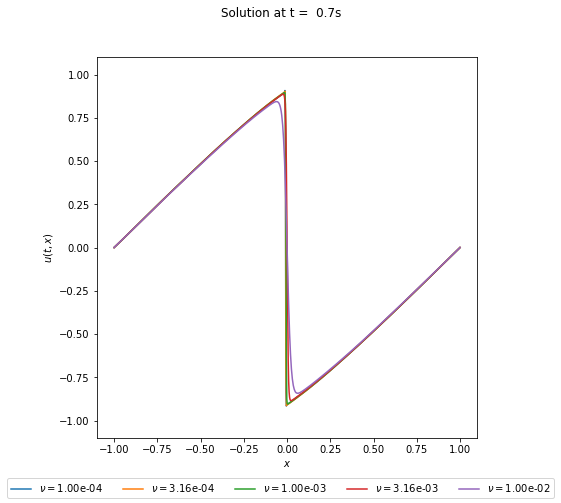 Solution at t =  0.7s
1.00
0.75
0.50
0.25
0.00
−0.25
−0.50
−0.75
−1.00
u(t, x)
−1.00 −0.75 −0.50 −0.25 0.00 0.25 0.50 0.75 1.00
x
ν = 1.00e-04 ν = 3.16e-04 ν = 1.00e-03 ν = 3.16e-03 ν = 1.00e-02